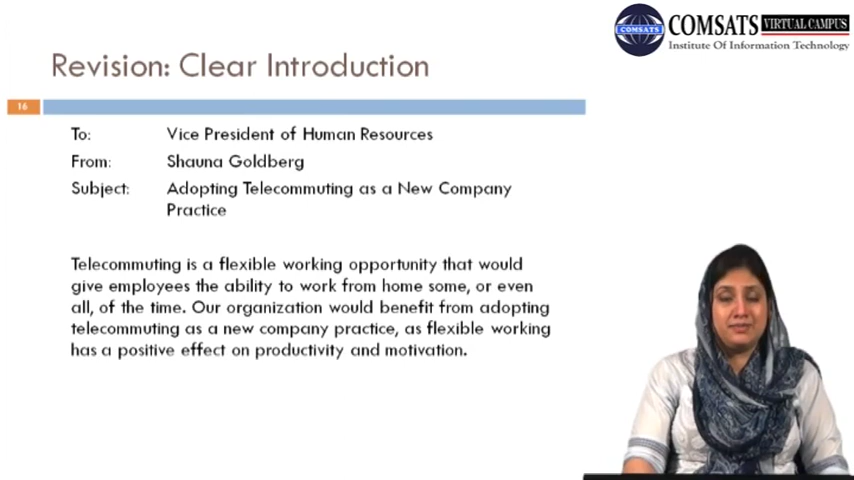 COMSATS VIRTUAL CAMPUS
Institute Of Information Technology
COMSATS
Revision: Clear Introduction
16
To: Vice President of Human Resources
From: Shauna Goldberg
Subject: Adopting Telecommuting as a New Company
Practice
Telecommuting is a flexible working opportunity that would
give employees the ability to work from home some, or even
all, of the time. Our organization would benefit from adopting
telecommuting as a new company practice, as flexible working
has a positive effect on productivity and motivation.